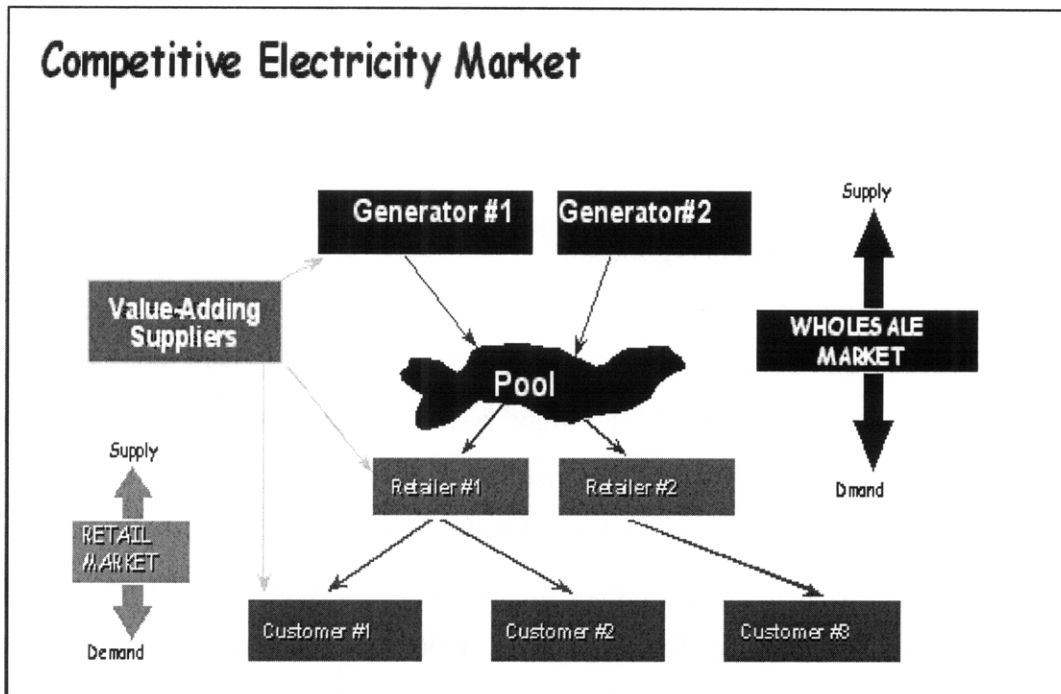 Competitive Electricity Market
Generator #1
Generator#2
Supply
Value-Adding
Suppliers
WHOLESALE
MARKET
Pool
Supply
Retailer #1
Retailer #2
Dmand
RETAIL
MARKET
Customer #1
Customer #2
Customer #3
Demand